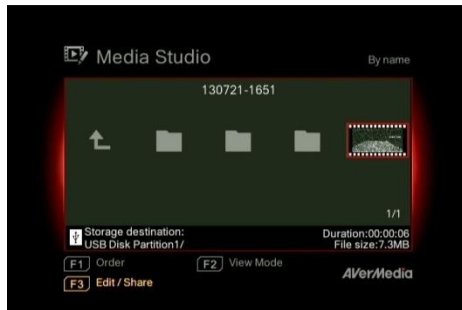 Media Studio
By name
130721-1651
1/1
Storage destination:
USB Disk Partition1/
Duration:00:00:06
File size:7.3MB
F1 Order
F2 View Mode
F3 Edit / Share
AVerMedia